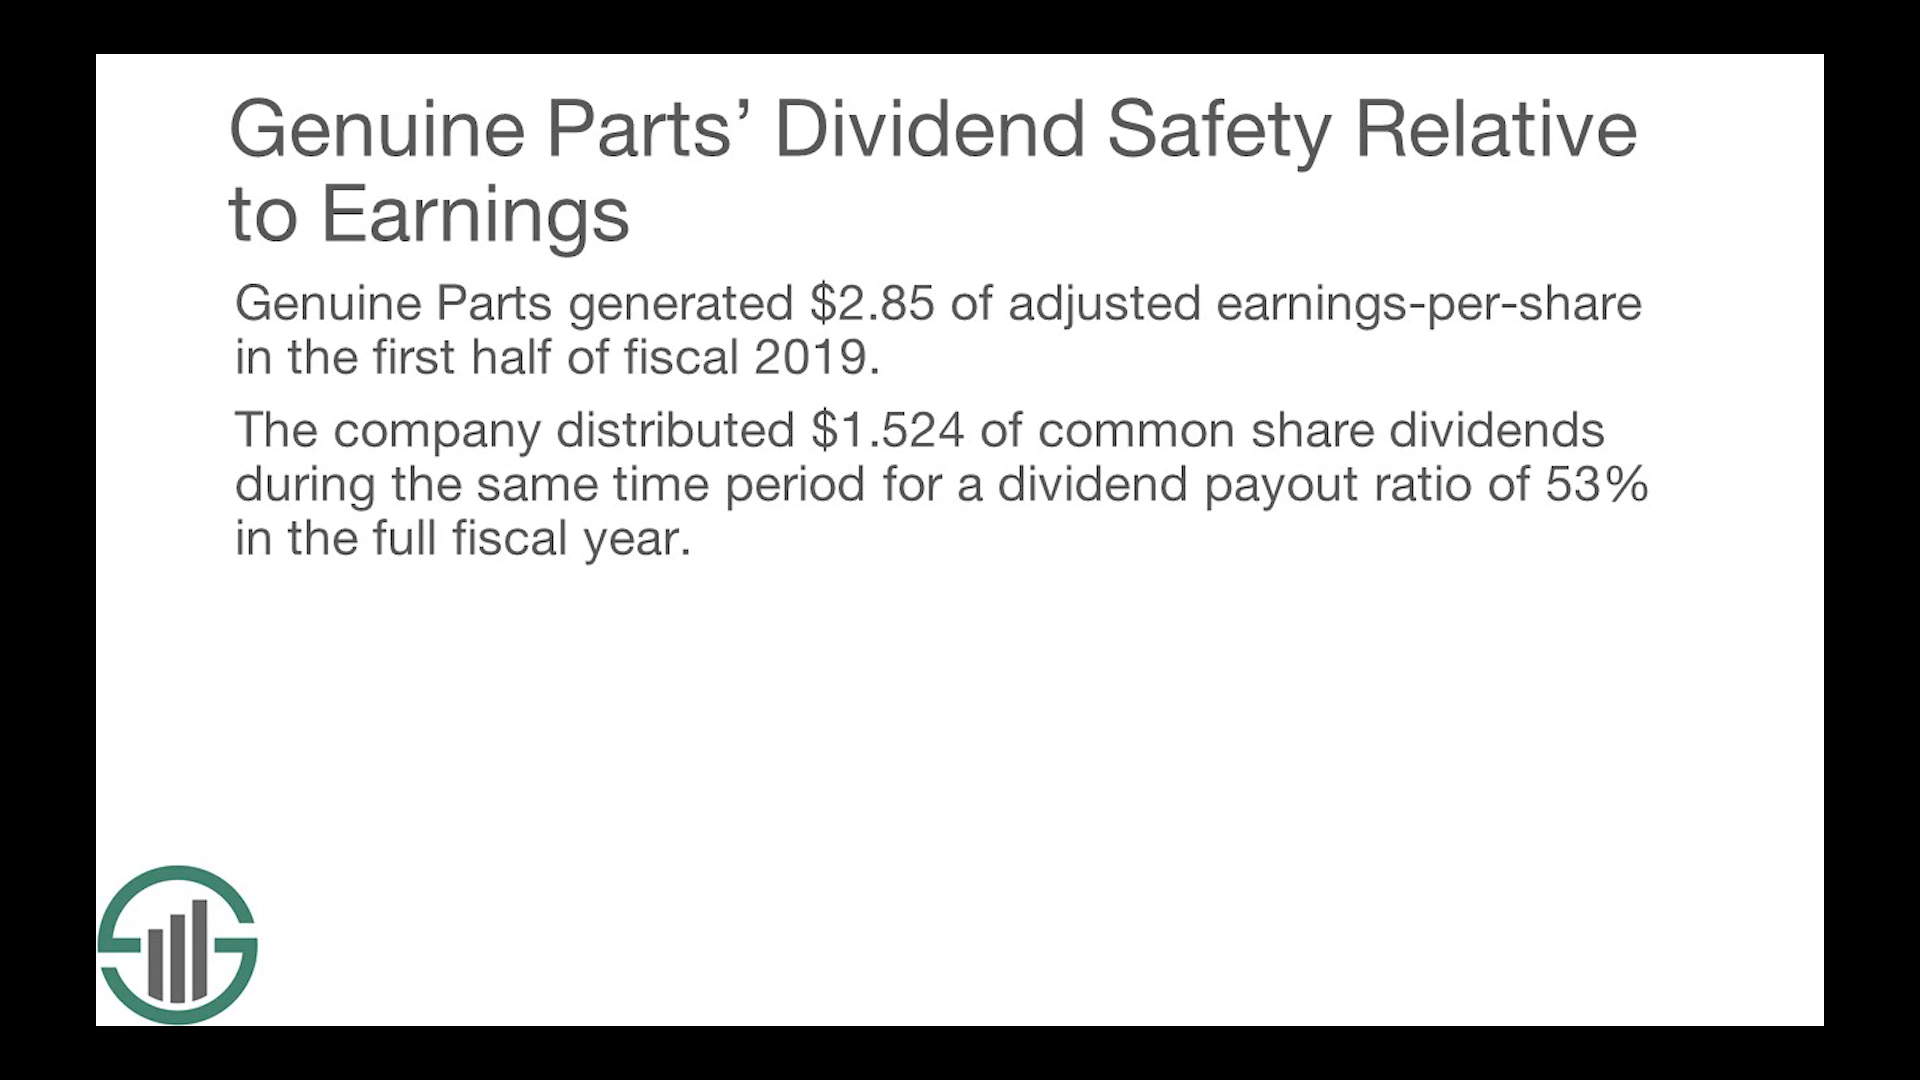 Genuine Parts’ Dividend Safety Relative
to Earnings
Genuine Parts generated $2.85 of adjusted earnings-per-share
in the first half of fiscal 2019.
The company distributed $1.524 of common share dividends
during the same time period for a dividend payout ratio of 53%
in the full fiscal year.